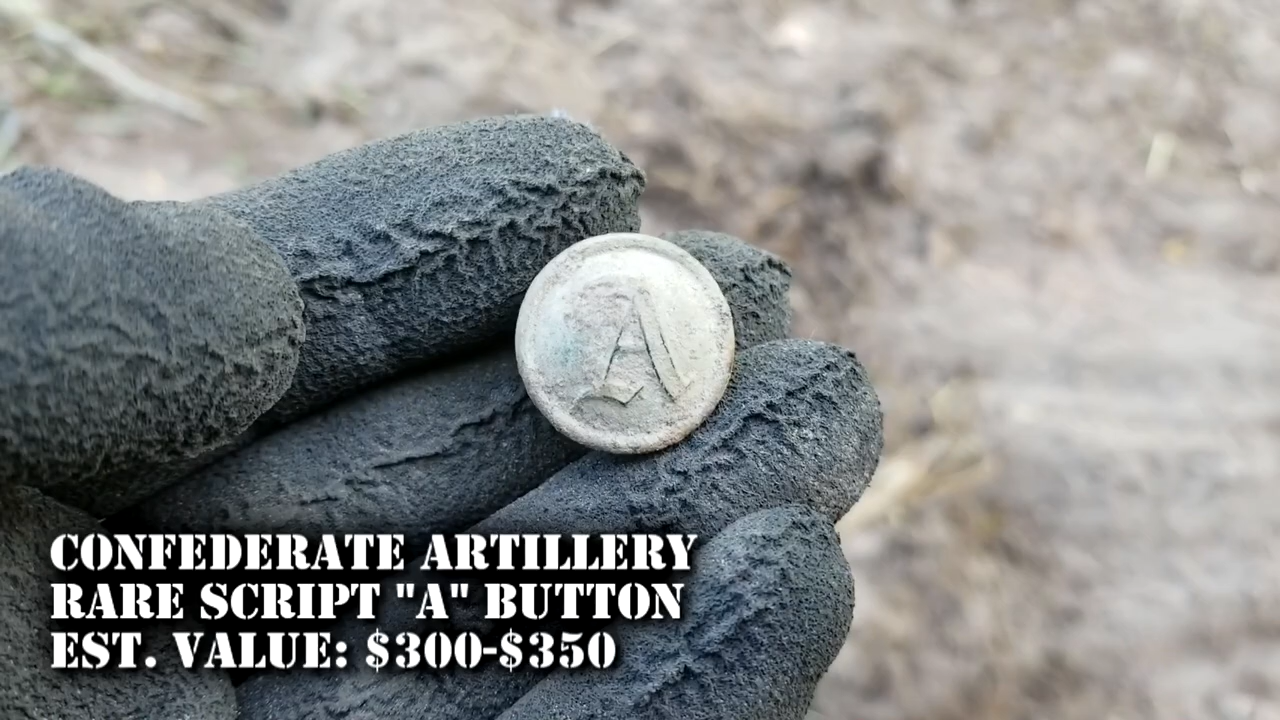 A
CONFEDERATE ARTILLERY
RARE SCRIPT "A" BUTTON
EST. VALUE: $300-$350